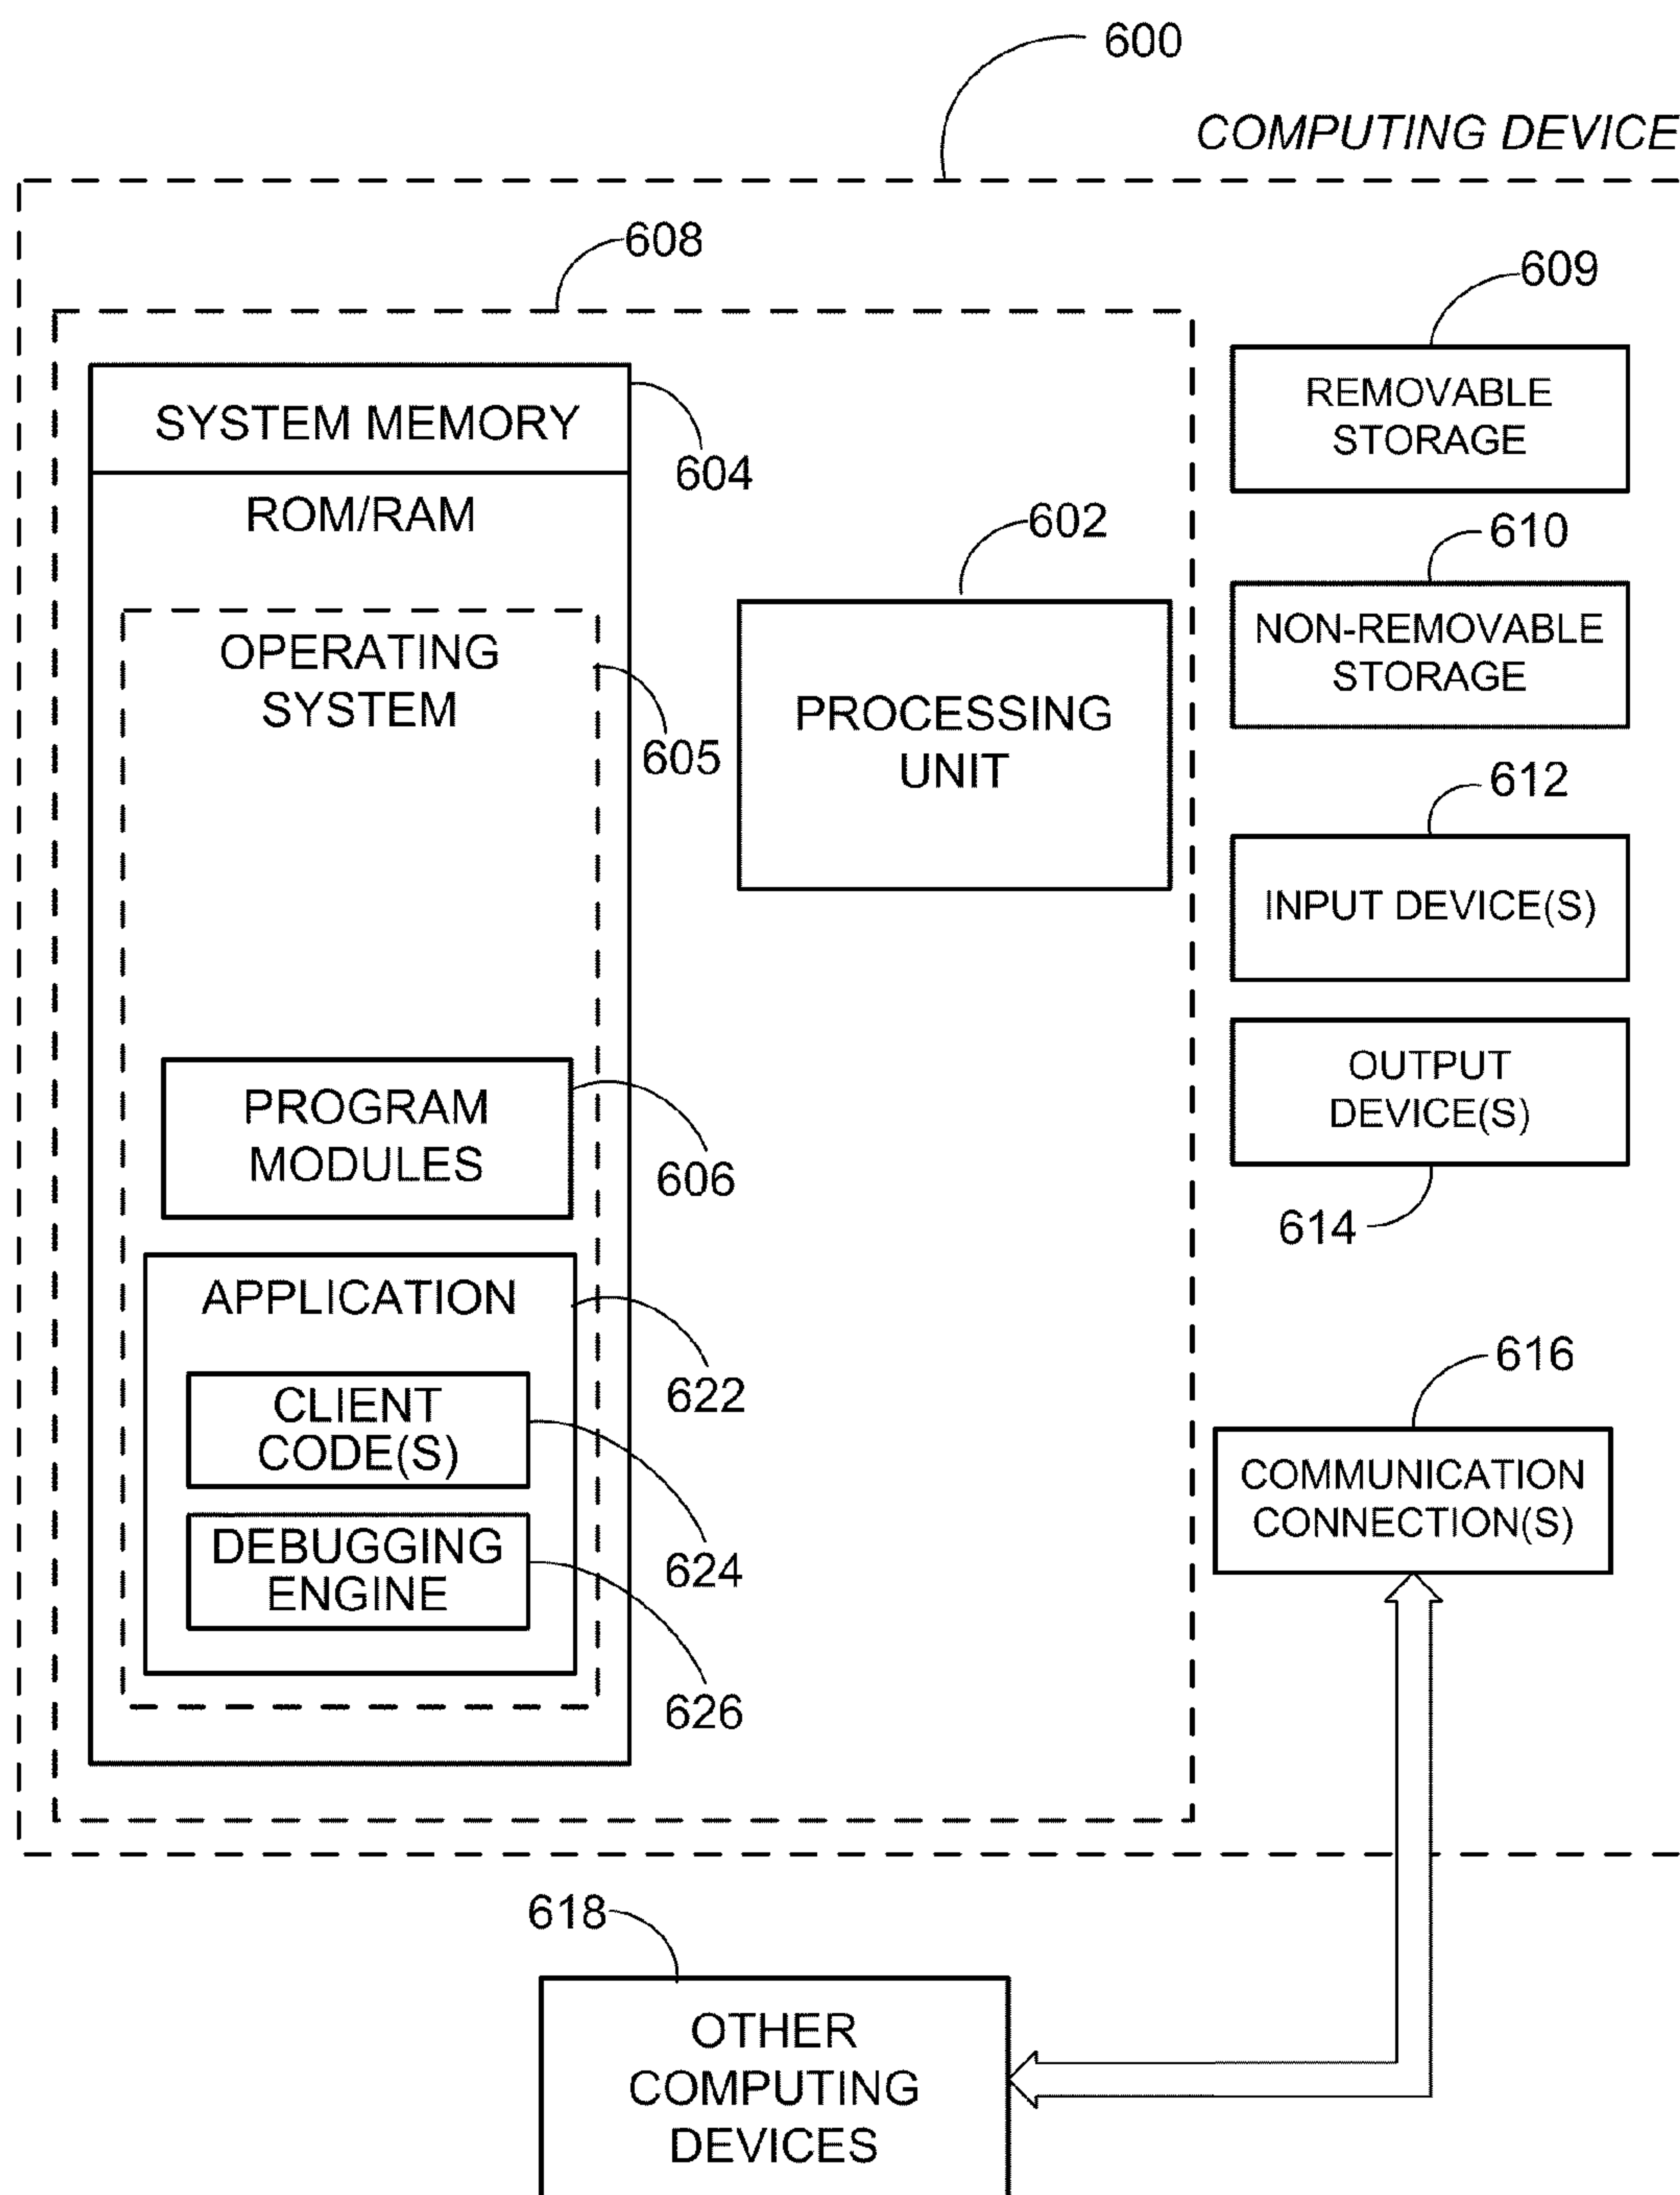 600
COMPUTING DEVICE
608
609
SYSTEM MEMORY
604
REMOVABLE
STORAGE
ROM/RAM
602
610
OPERATING
SYSTEM
605
PROCESSING
UNIT
NON-REMOVABLE
STORAGE
612
INPUT DEVICE(S)
PROGRAM
MODULES
606
OUTPUT
DEVICE(S)
614
APPLICATION
622
616
CLIENT
CODE(S)
624
COMMUNICATION
CONNECTION(S)
DEBUGGING
ENGINE
626
618
OTHER
COMPUTING
DEVICES